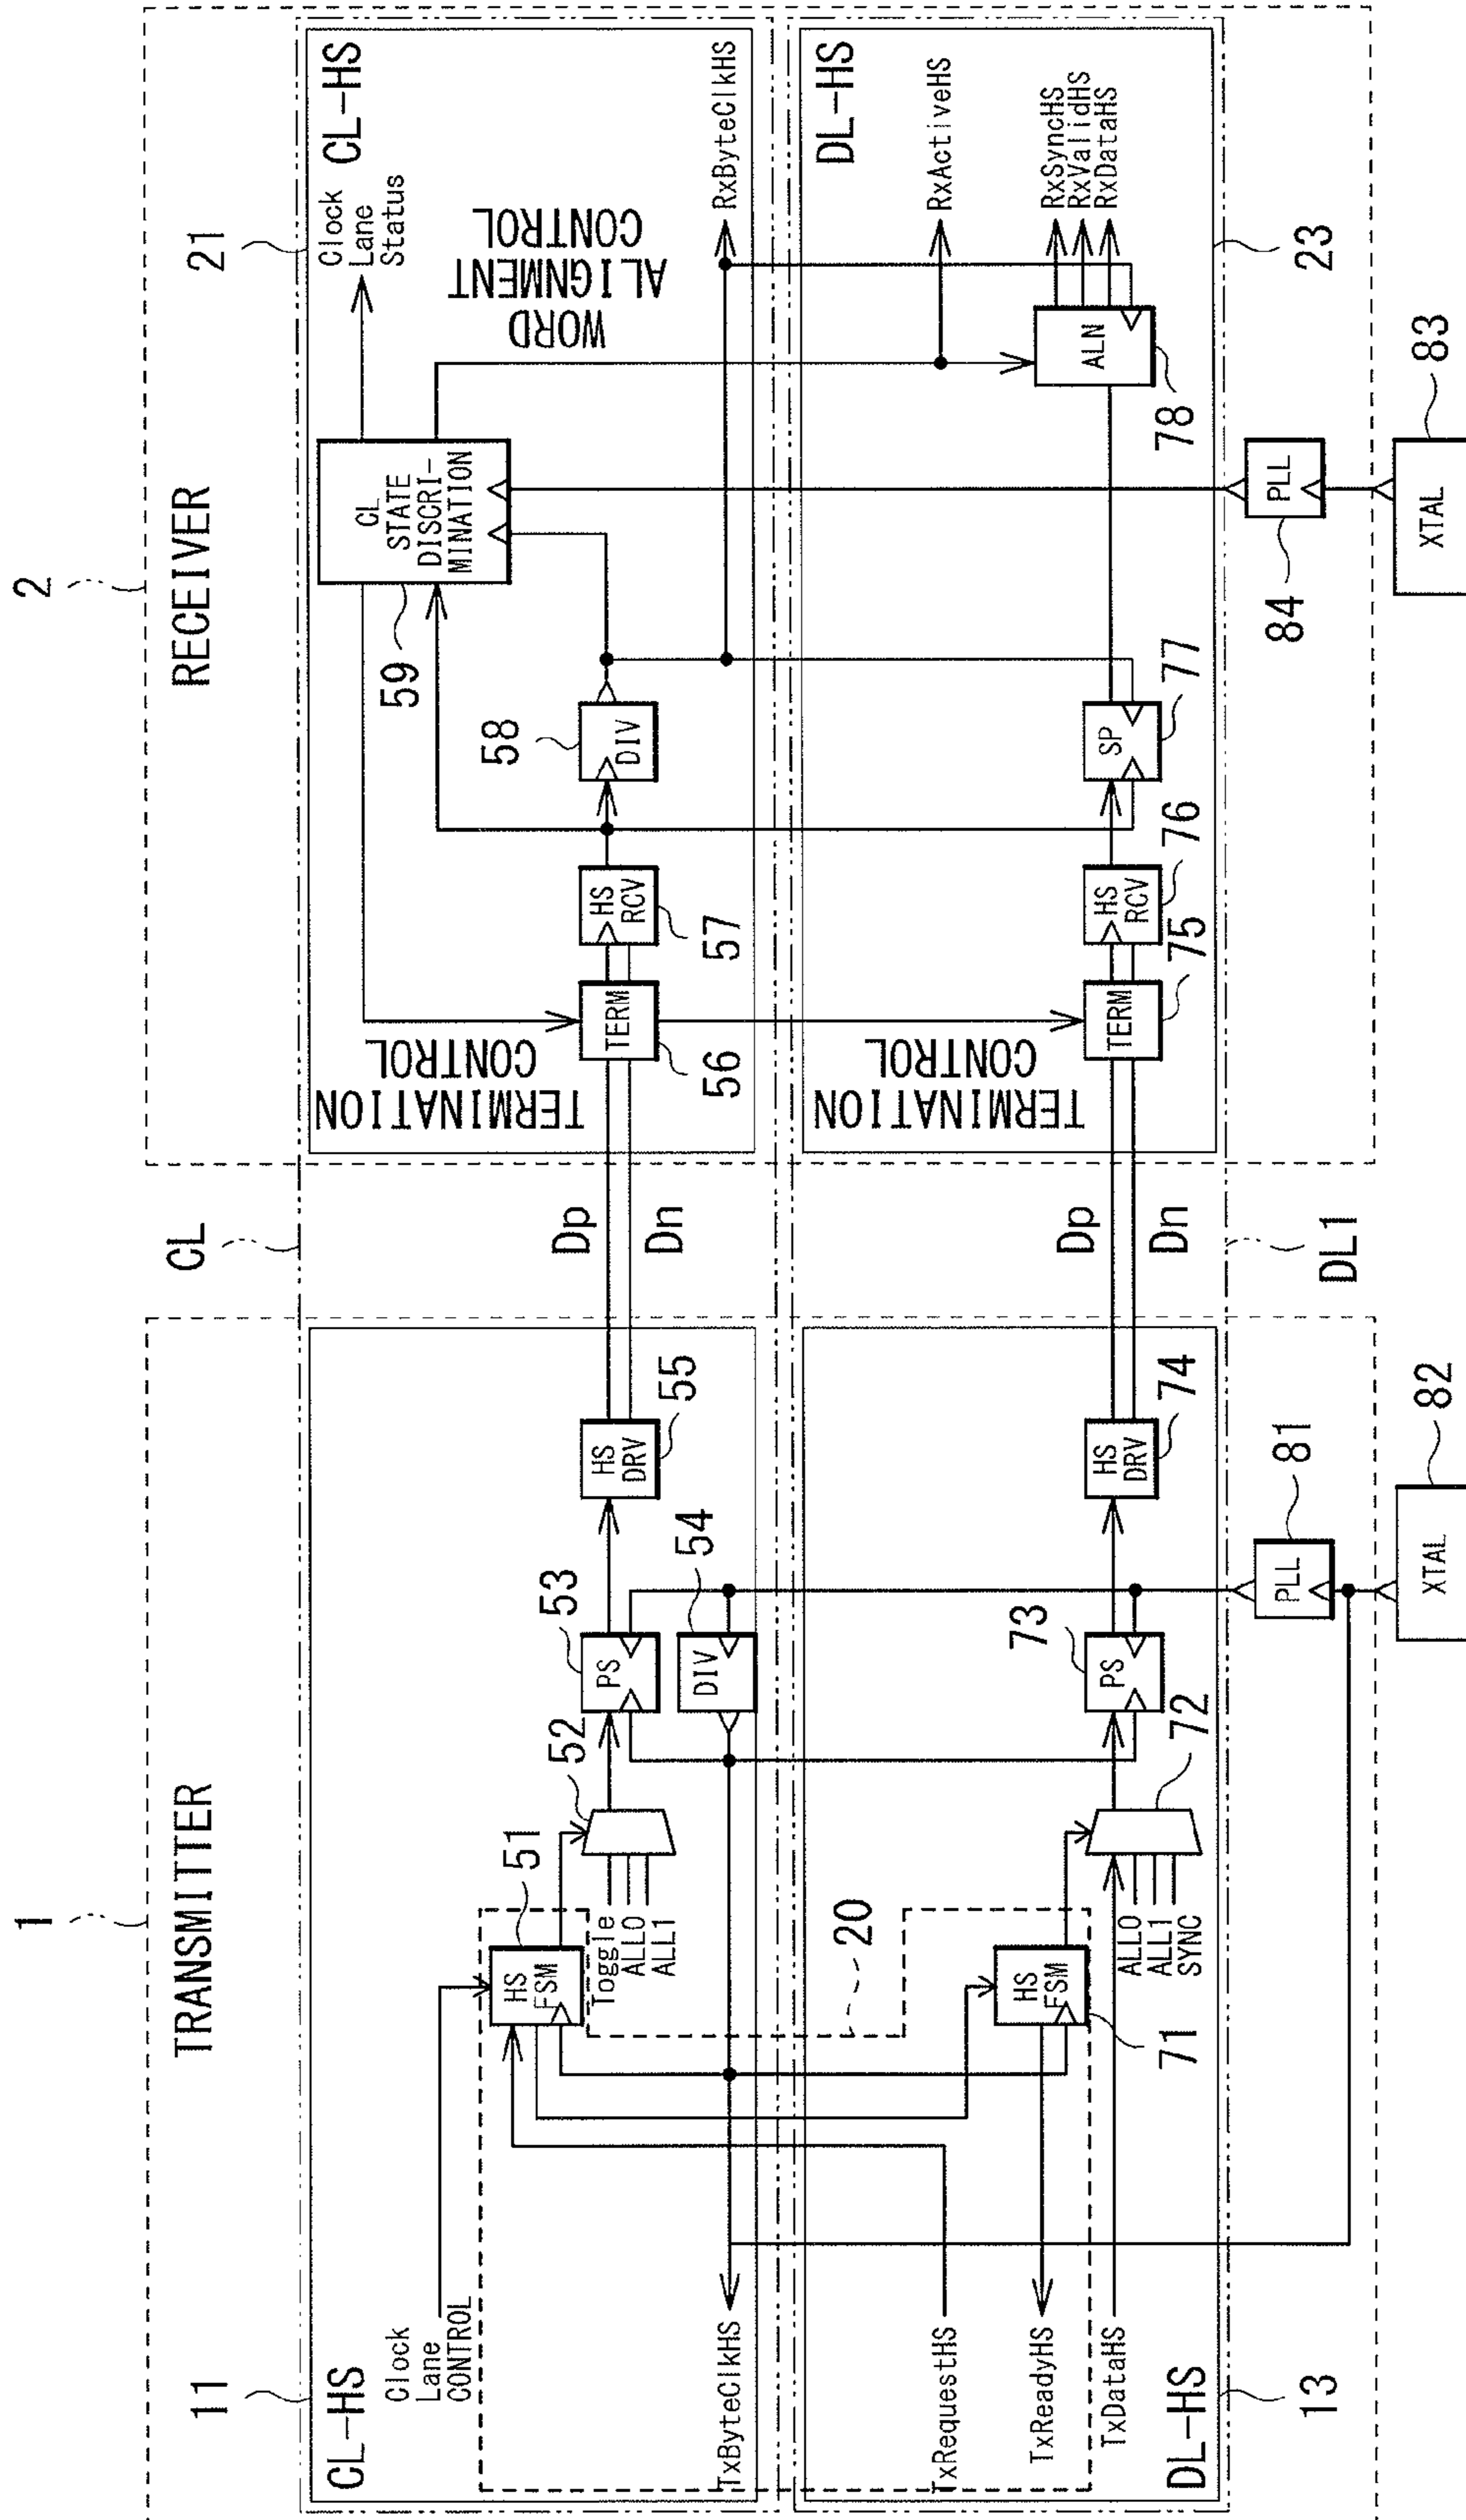 1
TRANSMITTER
11
CL-HS
Clock
Lane
CONTROL
51
HS
FSM
Toggle
ALL0
ALL1
52
53
PS
54
DIV
55
HS
DRV
TxByteClkHS
20
TxRequestHS
TxReadyHS
TxDataHS
DL-HS
13
HS
FSM
71
ALL0
ALL1
SYNC
72
73
PS
74
HS
DRV
81
PLL
82
XTAL
CL
Dp
Dn
Dp
Dn
DL1
2
RECEIVER
21
CL-HS
Clock
Lane
Status
TERMINATION
CONTROL
TERM
56
HS
RCV
57
58
DIV
59
CL
STATE
DISCRI-
MINATION
WORD
ALIGNMENT
CONTROL
RxByteClkHS
DL-HS
TERMINATION
CONTROL
TERM
75
HS
RCV
76
SP
77
ALN
78
RxActiveHS
RxSyncHS
RxValidHS
RxDataHS
23
84
PLL
83
XTAL